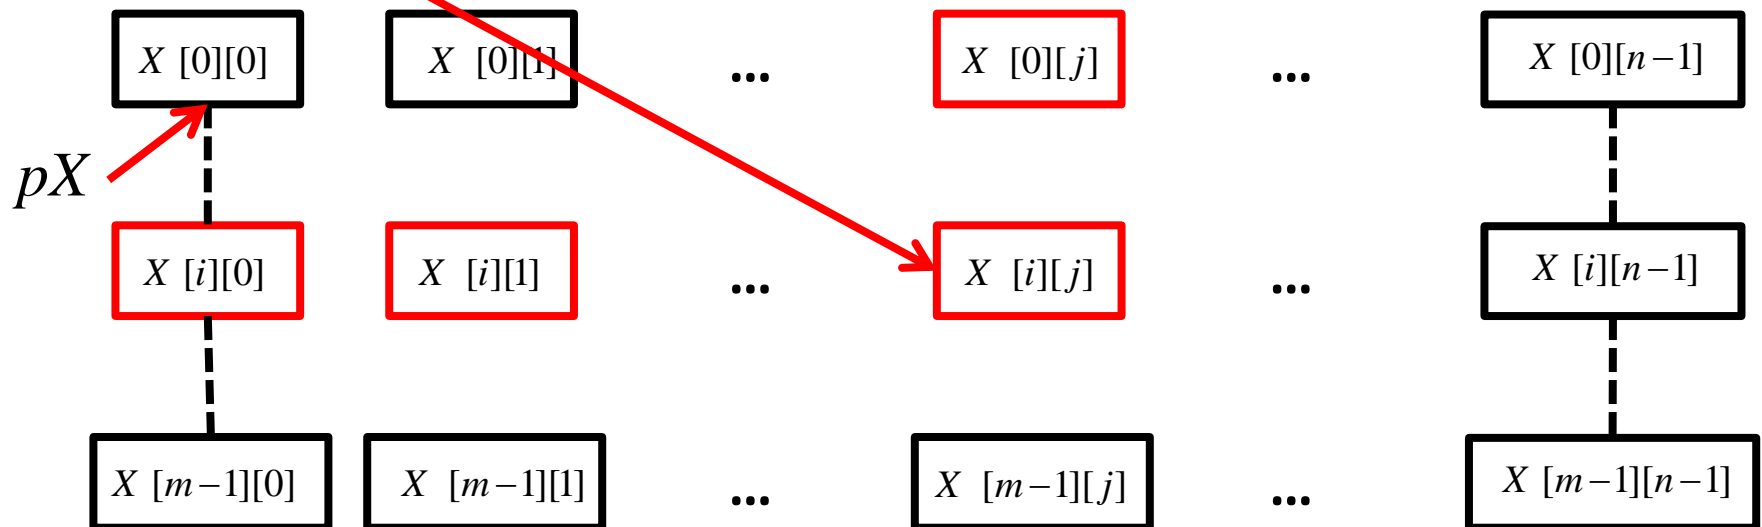 X [0][0] X [0][1] ... X [0][j] ... X [0][n−1]
pX
X [i][0] X [i][1] ... X [i][j] ... X [i][n−1]
X [m−1][0] X [m−1][1] ... X [m−1][j] ... X [m−1][n−1]